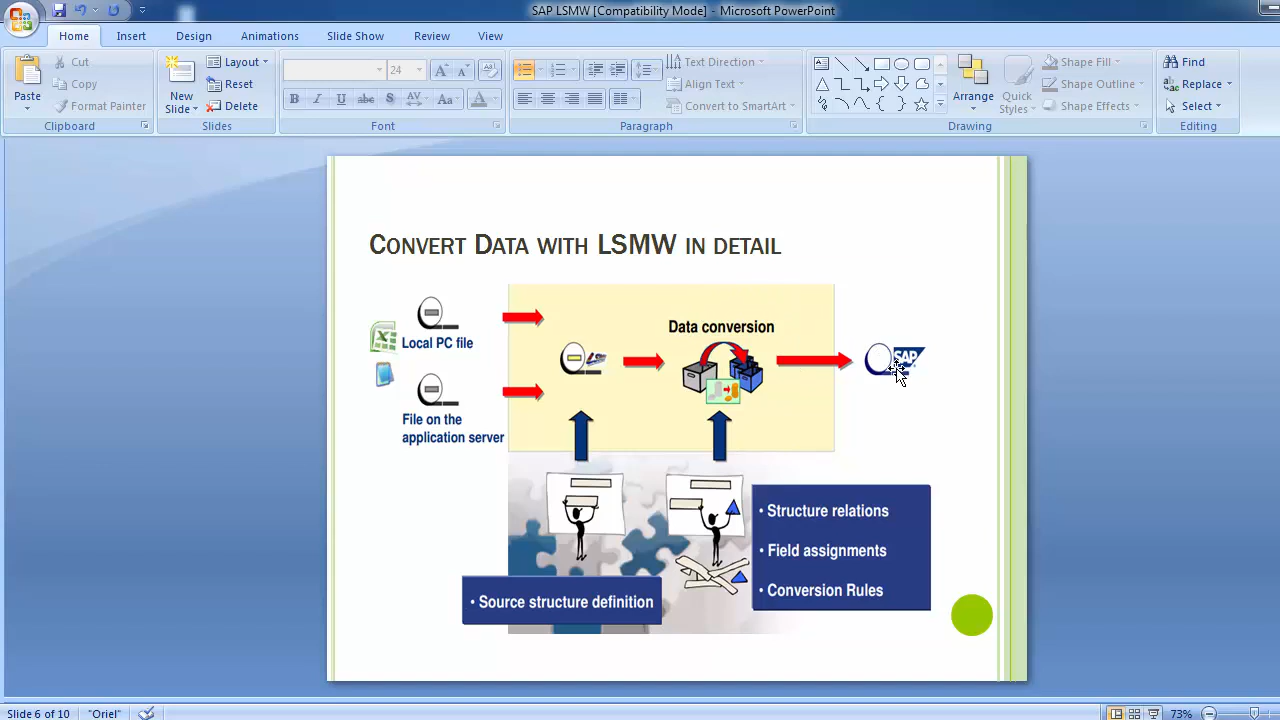 SAP LSMW [Compatibility Mode] - Microsoft PowerPoint
Home Insert Design Animations Slide Show Review View
Paste
Cut
Copy
Format Painter
Clipboard
New
Slide
Layout
Reset
Delete
Slides
24
B I U abc S AV Aa A
Font
Text Direction
Align Text
Convert to SmartArt
Paragraph
Arrange
Quick
Styles
Shape Fill
Shape Outline
Shape Effects
Drawing
Find
Replace
Select
Editing
CONVERT DATA WITH LSMW IN DETAIL
Local PC file
File on the
application server
Data conversion
SAP
• Source structure definition
• Structure relations
• Field assignments
• Conversion Rules
Slide 6 of 10 "Oriel" 73%